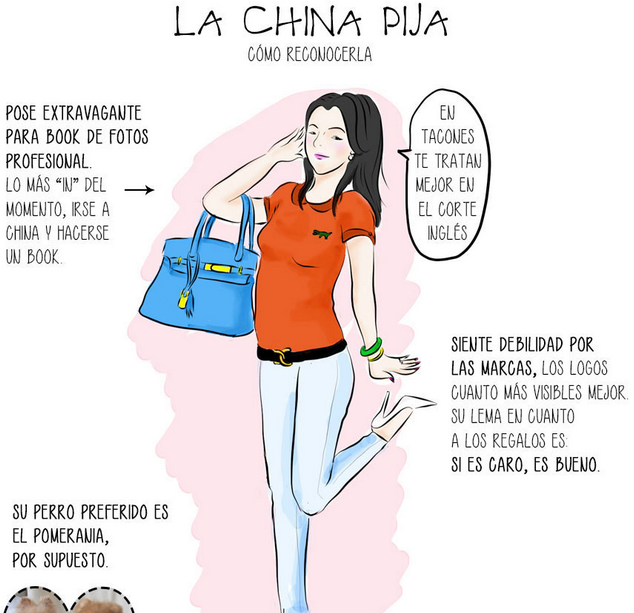 LA CHINA PIJA
CÓMO RECONOCERLA
POSE EXTRAVAGANTE
PARA BOOK DE FOTOS
PROFESIONAL.
LO MÁS "IN" DEL
MOMENTO, IRSE A
CHINA Y HACERSE
UN BOOK.
EN
TACONES
TE TRATAN
MEJOR EN
EL CORTE
INGLÉS
SIENTE DEBILIDAD POR
LAS MARCAS, LOS LOGOS
CUANTO MÁS VISIBLES MEJOR.
SU LEMA EN CUANTO
A LOS REGALOS ES:
SI ES CARO, ES BUENO.
SU PERRO PREFERIDO ES
EL POMERANIA,
POR SUPUESTO.